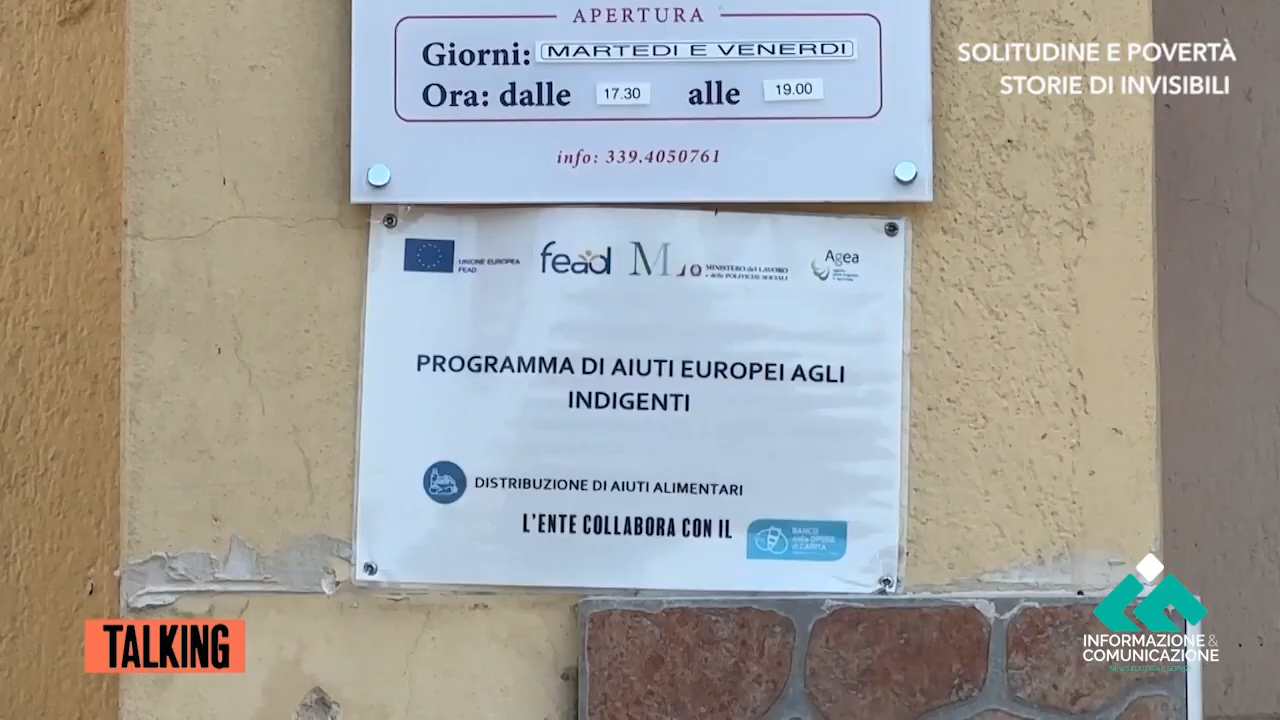 APERTURA
Giorni: MARTEDI E VENERDI
Ora: dalle 17.30 alle 19.00
info: 339.4050761
SOLITUDINE E POVERTÀ
STORIE DI INVISIBILI
UNIONE EUROPEA
FEAD
fead
MINISTERO del LAVORO
e delle POLITICHE SOCIALI
Agea
PROGRAMMA DI AIUTI EUROPEI AGLI
INDIGENTI
DISTRIBUZIONE DI AIUTI ALIMENTARI
L'ENTE COLLABORA CON IL
BANCO
delle OPERE
di CARITÀ
TALKING
INFORMAZIONE &
COMUNICAZIONE